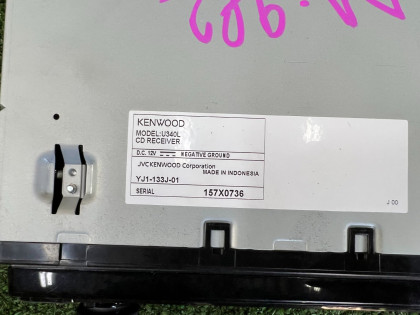 KENWOOD
MODEL:U340L
CD RECEIVER
D.C. 12V NEGATIVE GROUND
JVCKENWOOD Corporation
MADE IN INDONESIA
YJ1-133J-01
SERIAL 157X0736
J 00